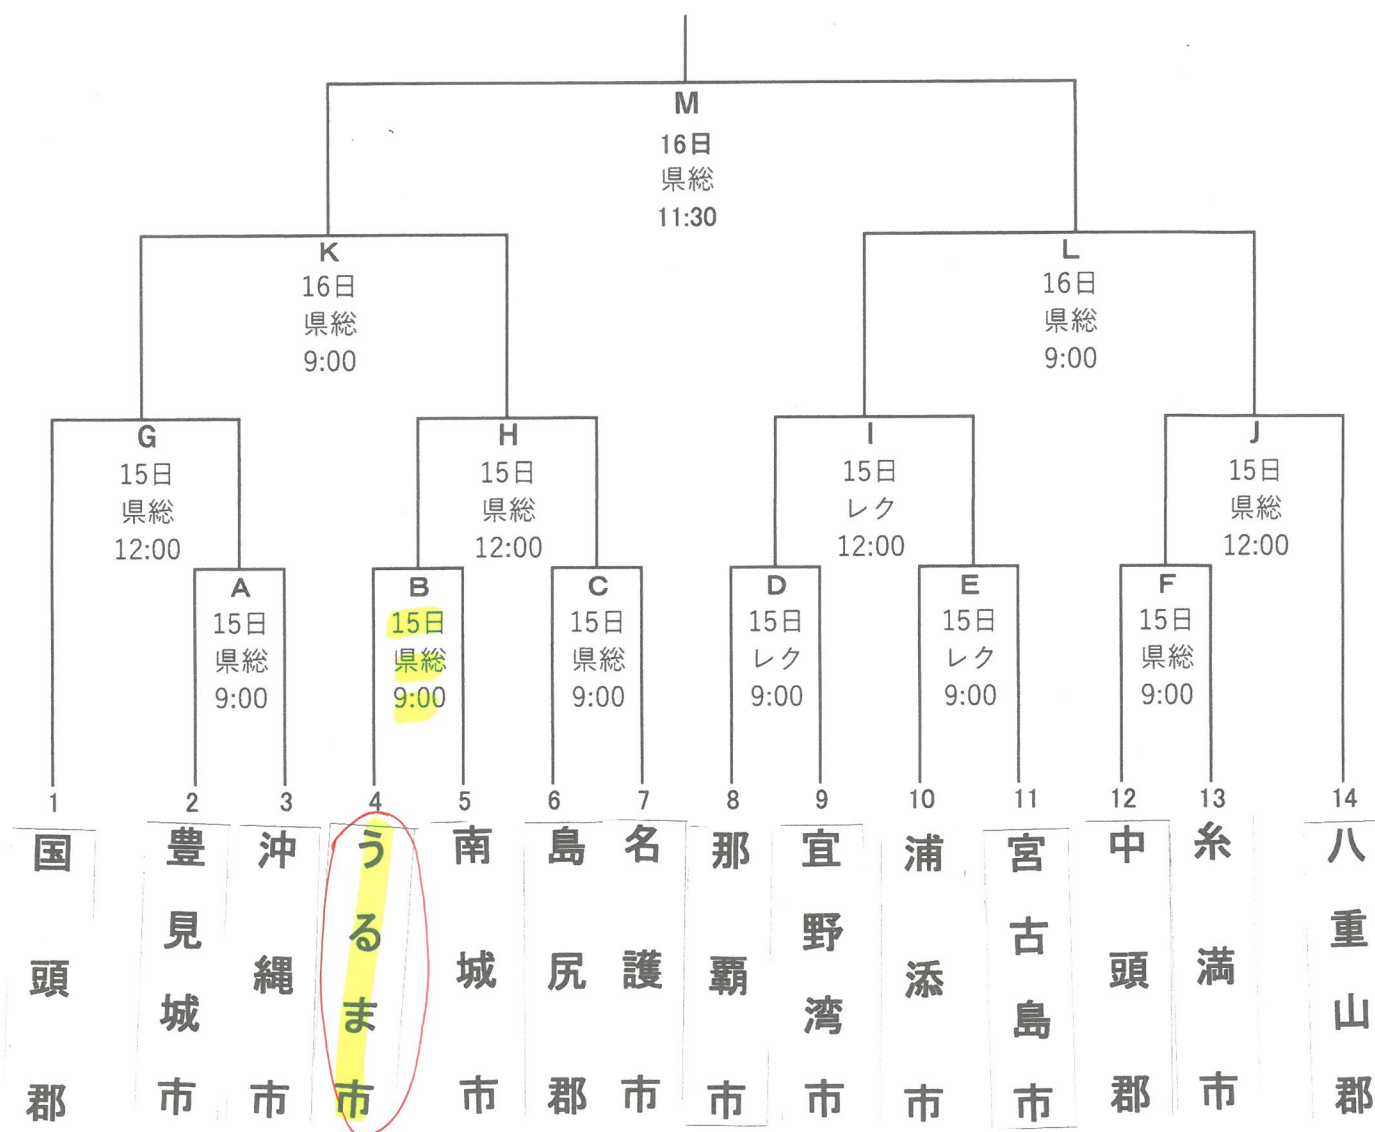 M
16日
県総
11:30
K
16日
県総
9:00
L
16日
県総
9:00
G
15日
県総
12:00
H
15日
県総
12:00
I
15日
レク
12:00
J
15日
県総
12:00
A
15日
県総
9:00
B
15日
県総
9:00
C
15日
県総
9:00
D
15日
レク
9:00
E
15日
レク
9:00
F
15日
県総
9:00
1
国頭郡
2
豊見城市
3
沖縄市
4
うるま市
5
南城市
6
島尻郡
7
名護市
8
那覇市
9
宜野湾市
10
浦添市
11
宮古島市
12
中頭郡
13
糸満市
14
八重山郡